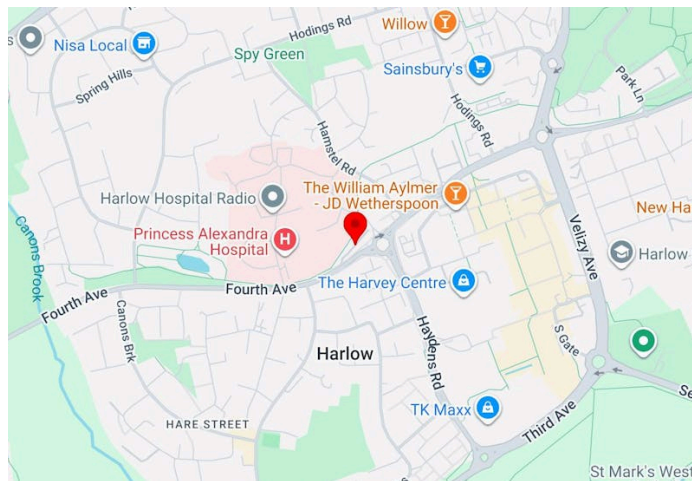 Hodings Rd
Willow
Nisa Local
Spy Green
Sainsbury's
Spring Hills
Park Ln
Hodings Rd
Hamstel Rd
Harlow Hospital Radio
The William Aylmer
- JD Wetherspoon
New Ha
Canons Brook
Princess Alexandra
Hospital
H
Velizy Ave
Harlow
Fourth Ave
Fourth Ave
The Harvey Centre
Canons Brk
Haydens Rd
S Gate
Harlow
TK Maxx
HARE STREET
Third Ave
Se
St Mark's West